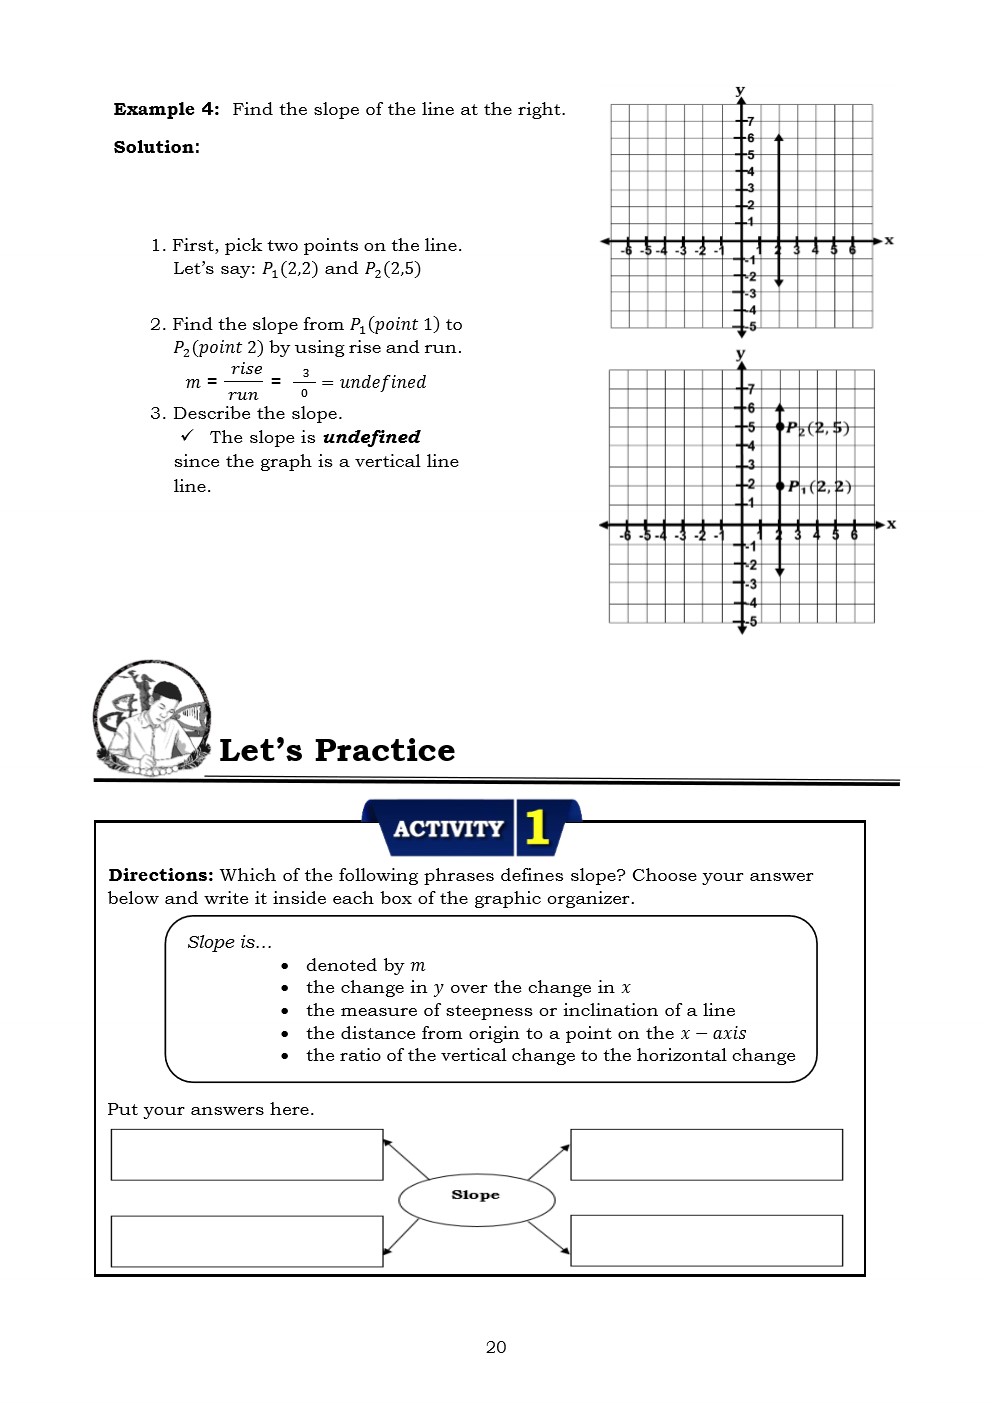 Example 4: Find the slope of the line at the right.
Solution:
1. First, pick two points on the line.
Let's say: P₁(2,2) and P₂(2,5)
2. Find the slope from P₁(point 1) to
P₂(point 2) by using rise and run.
m = rise/run = 3/0 = undefined
3. Describe the slope.
✓ The slope is undefined
since the graph is a vertical line
line.
y
7
6
5
4
3
2
1
-6 -5 -4 -3 -2 -1 1 2 3 4 5 6 x
-1
-2
-3
-4
-5
y
7
6
5 P₂(2, 5)
4
3
2 P₁(2, 2)
1
-6 -5 -4 -3 -2 -1 1 2 3 4 5 6 x
-1
-2
-3
-4
-5
Let's Practice
ACTIVITY 1
Directions: Which of the following phrases defines slope? Choose your answer
below and write it inside each box of the graphic organizer.
Slope is…
• denoted by m
• the change in y over the change in x
• the measure of steepness or inclination of a line
• the distance from origin to a point on the x − axis
• the ratio of the vertical change to the horizontal change
Put your answers here.
Slope
20